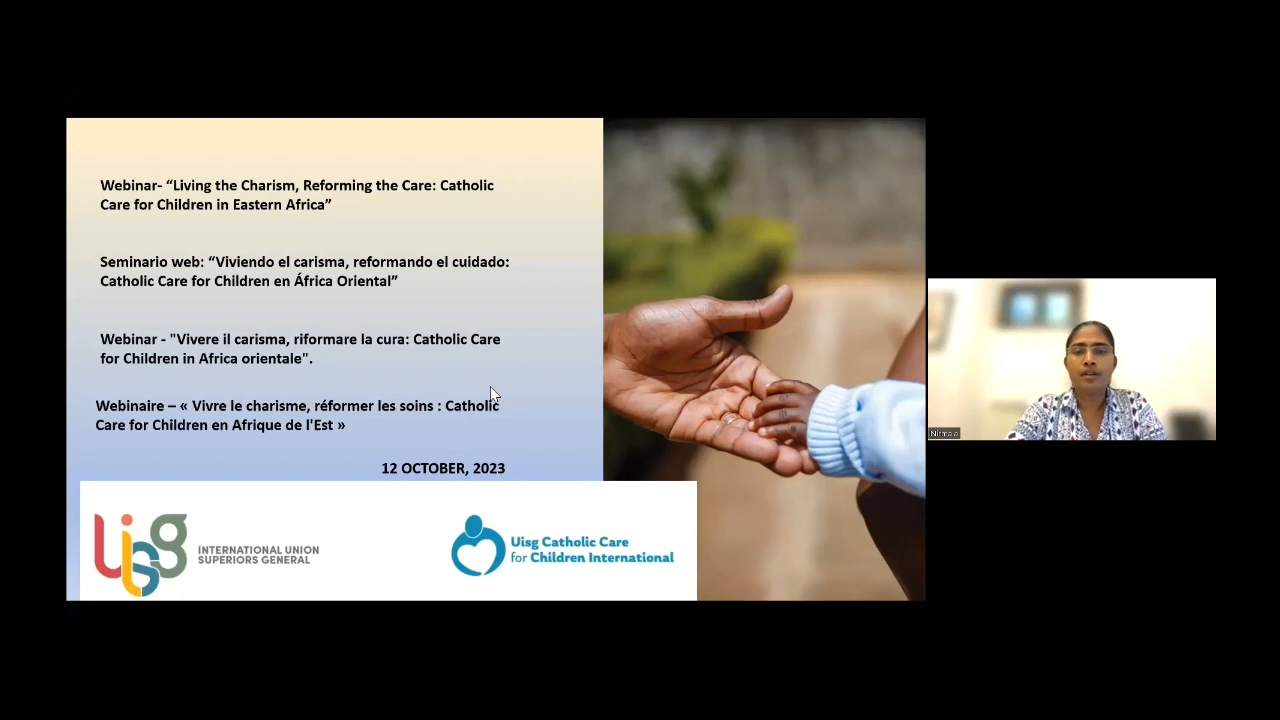 Webinar- “Living the Charism, Reforming the Care: Catholic
Care for Children in Eastern Africa”
Seminario web: “Viviendo el carisma, reformando el cuidado:
Catholic Care for Children en África Oriental”
Webinar - "Vivere il carisma, riformare la cura: Catholic Care
for Children in Africa orientale".
Webinaire – « Vivre le charisme, réformer les soins : Catholic
Care for Children en Afrique de l'Est »
12 OCTOBER, 2023
uisg
INTERNATIONAL UNION
SUPERIORS GENERAL
Uisg Catholic Care
for Children International
Nirmala